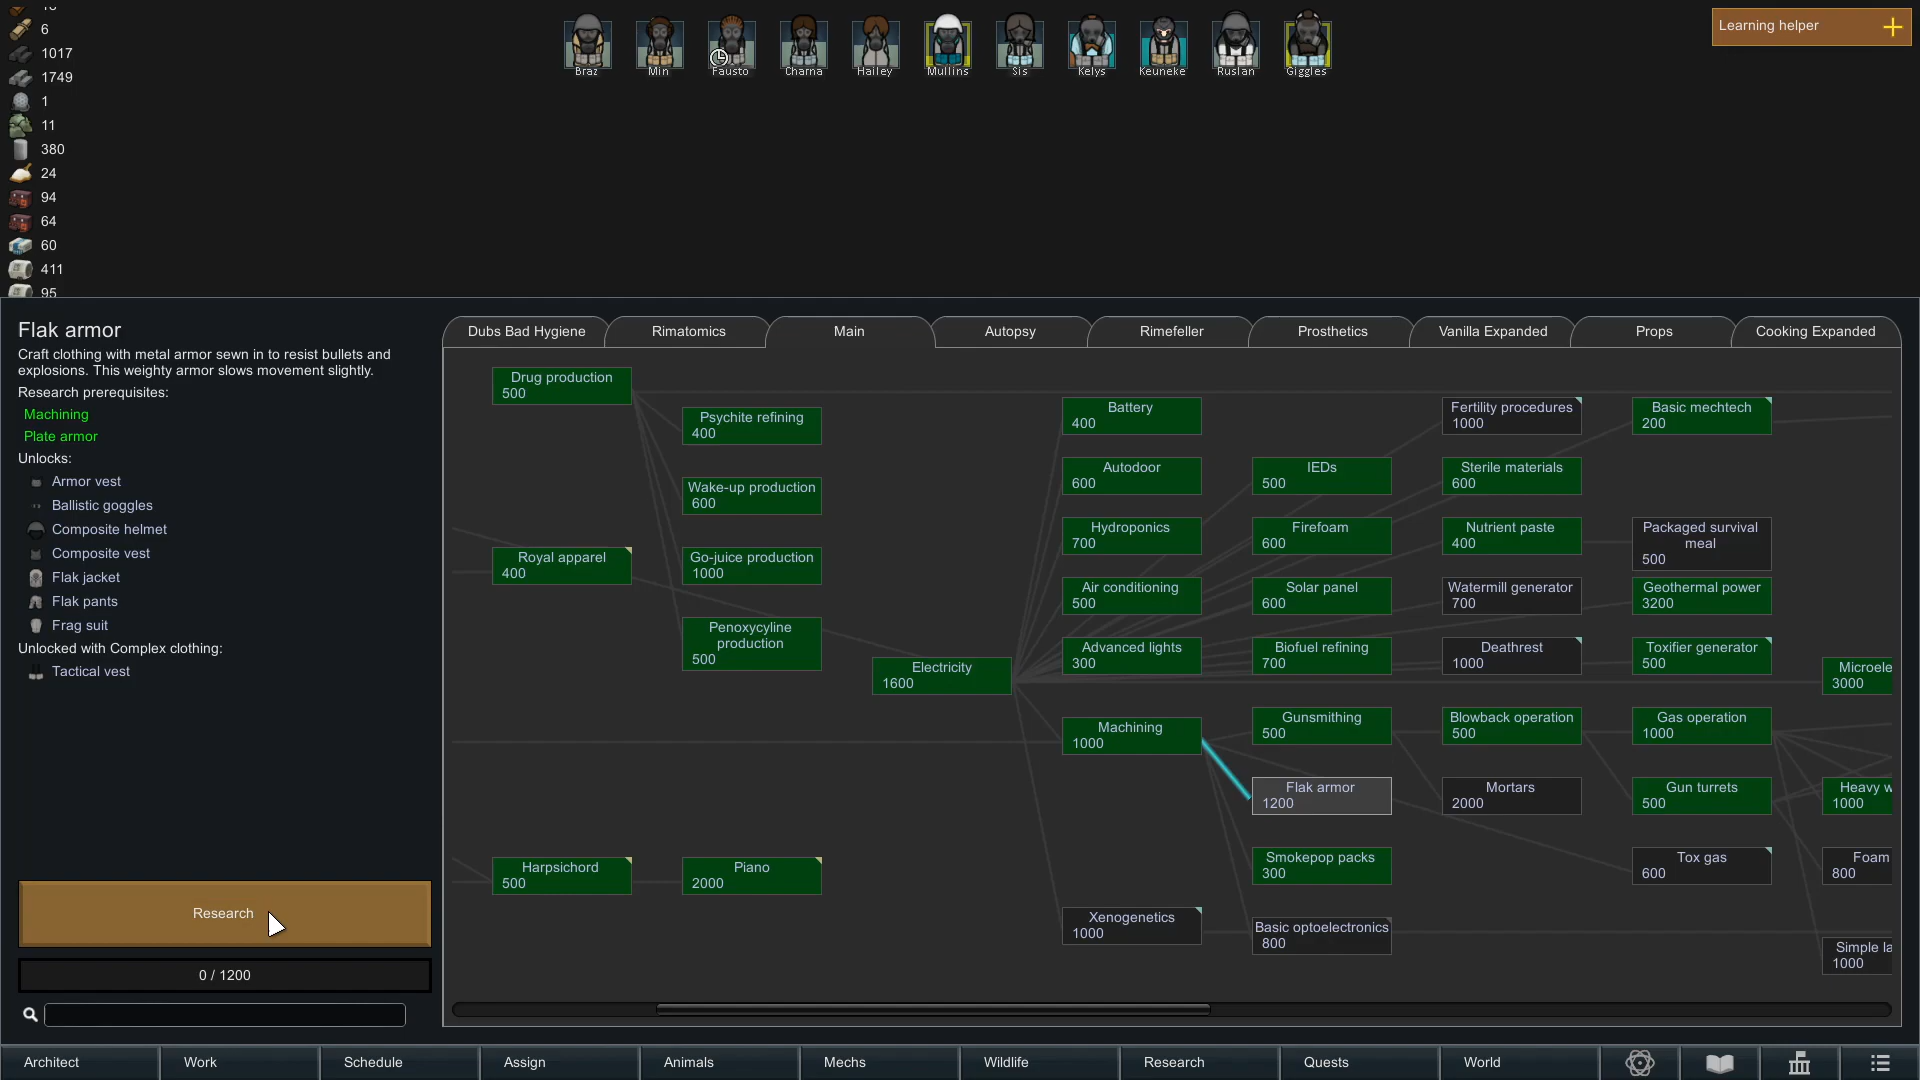 6
1017
1749
1
11
380
24
94
64
60
411
95
Braz
Min
Fausto
Charna
Hailey
Mullins
Sis
Kelys
Keuneke
Ruslan
Giggles
Learning helper
Flak armor
Craft clothing with metal armor sewn in to resist bullets and
explosions. This weighty armor slows movement slightly.
Research prerequisites:
Machining
Plate armor
Unlocks:
Armor vest
Ballistic goggles
Composite helmet
Composite vest
Flak jacket
Flak pants
Frag suit
Unlocked with Complex clothing:
Tactical vest
Research
0 / 1200
Dubs Bad Hygiene
Rimatomics
Main
Autopsy
Rimefeller
Prosthetics
Vanilla Expanded
Props
Cooking Expanded
Drug production
500
Psychite refining
400
Wake-up production
600
Royal apparel
400
Go-juice production
1000
Penoxycyline
production
500
Electricity
1600
Harpsichord
500
Piano
2000
Battery
400
Autodoor
600
Hydroponics
700
Air conditioning
500
Advanced lights
300
Machining
1000
Xenogenetics
1000
IEDs
500
Firefoam
600
Solar panel
600
Biofuel refining
700
Gunsmithing
500
Flak armor
1200
Smokepop packs
300
Basic optoelectronics
800
Fertility procedures
1000
Sterile materials
600
Nutrient paste
400
Watermill generator
700
Deathrest
1000
Blowback operation
500
Mortars
2000
Basic mechtech
200
Packaged survival
meal
500
Geothermal power
3200
Toxifier generator
500
Gas operation
1000
Gun turrets
500
Tox gas
600
Microele
3000
Heavy w
1000
Foam
800
Simple la
1000
Architect
Work
Schedule
Assign
Animals
Mechs
Wildlife
Research
Quests
World